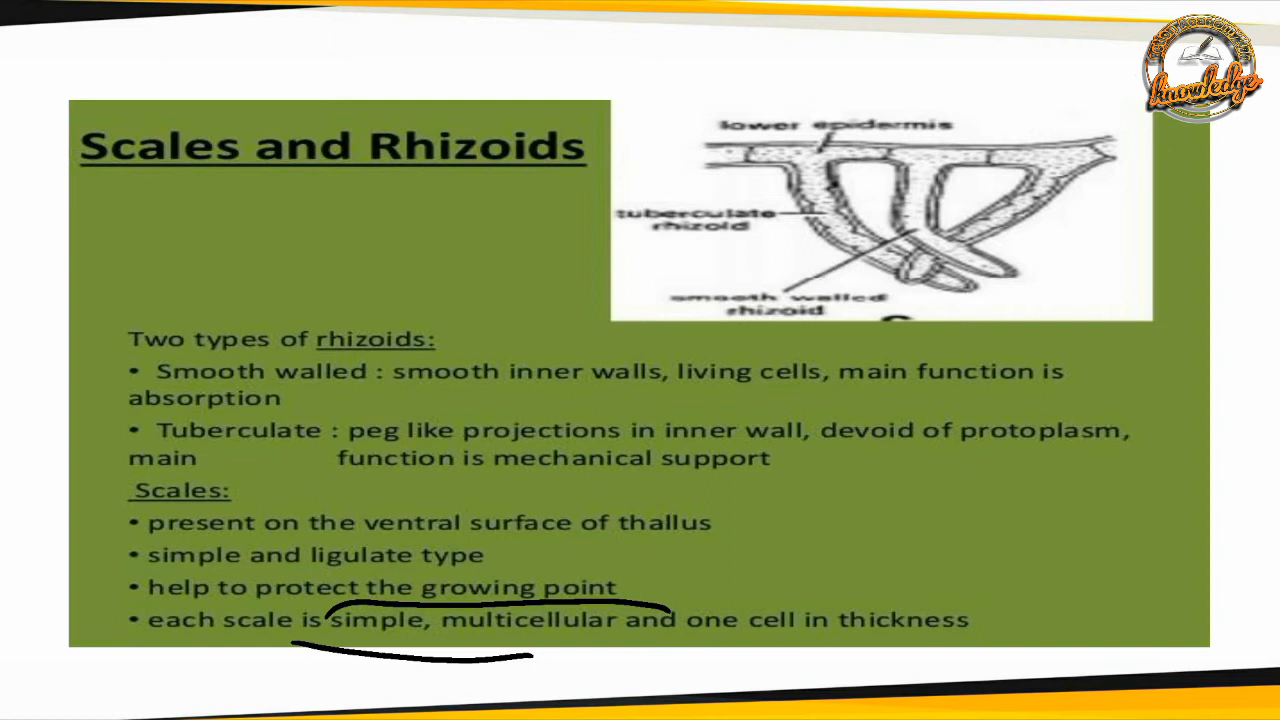 knowledge
Scales and Rhizoids
lower epidermis
tuberculate
rhizoid
smooth walled
rhizoid
Two types of rhizoids:
• Smooth walled : smooth inner walls, living cells, main function is
absorption
• Tuberculate : peg like projections in inner wall, devoid of protoplasm,
main function is mechanical support
Scales:
• present on the ventral surface of thallus
• simple and ligulate type
• help to protect the growing point
• each scale is simple, multicellular and one cell in thickness